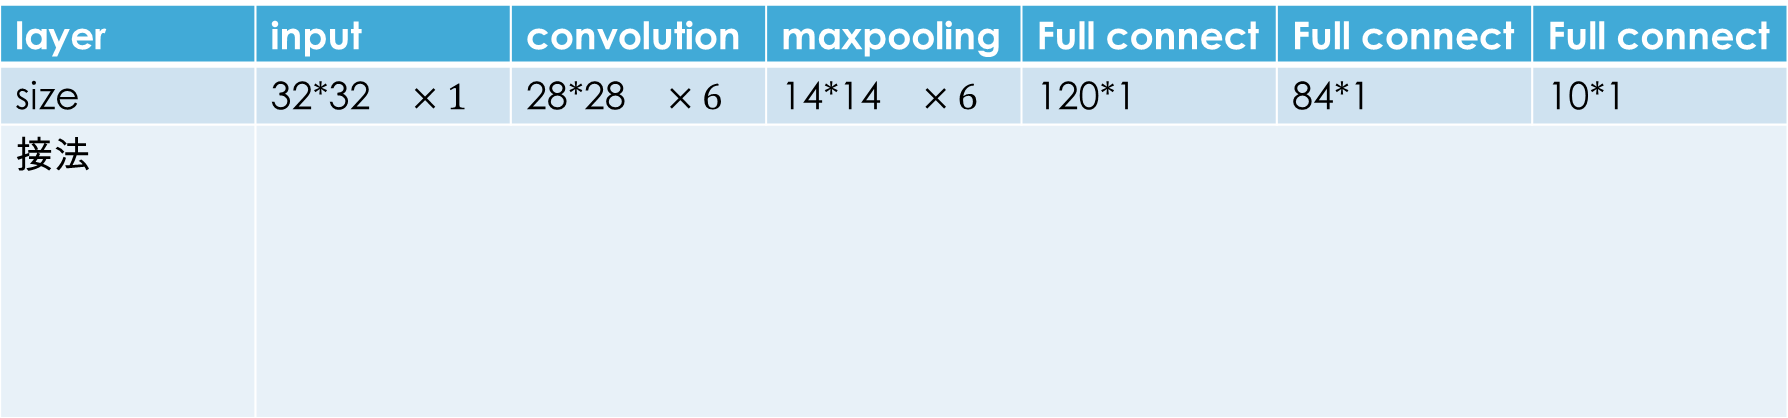 layer input convolution maxpooling Full connect Full connect Full connect
size 32*32 × 1 28*28 × 6 14*14 × 6 120*1 84*1 10*1
接法